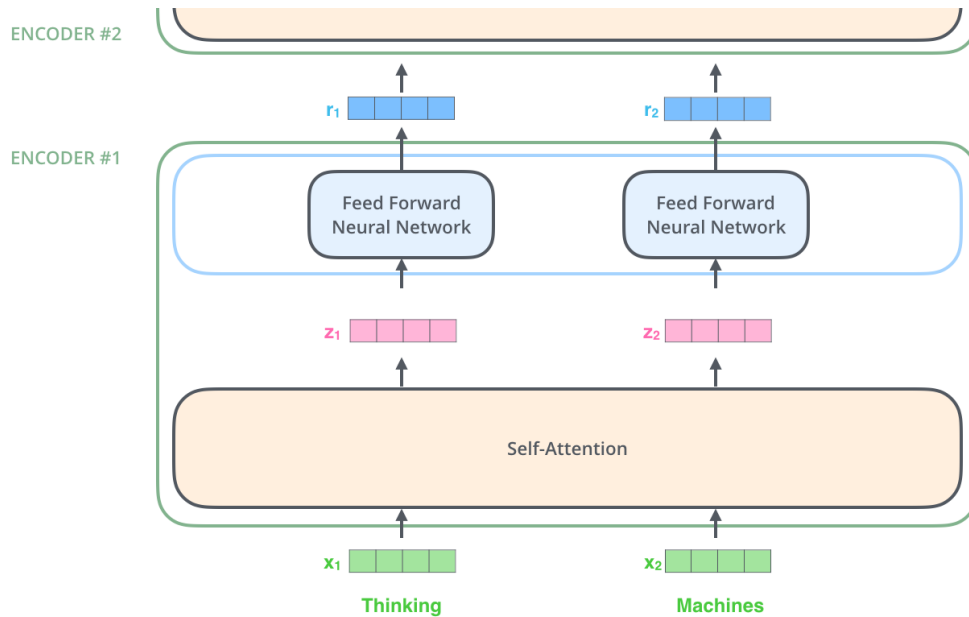 ENCODER #2
r₁
r₂
ENCODER #1
Feed Forward
Neural Network
Feed Forward
Neural Network
z₁
z₂
Self-Attention
x₁
x₂
Thinking
Machines